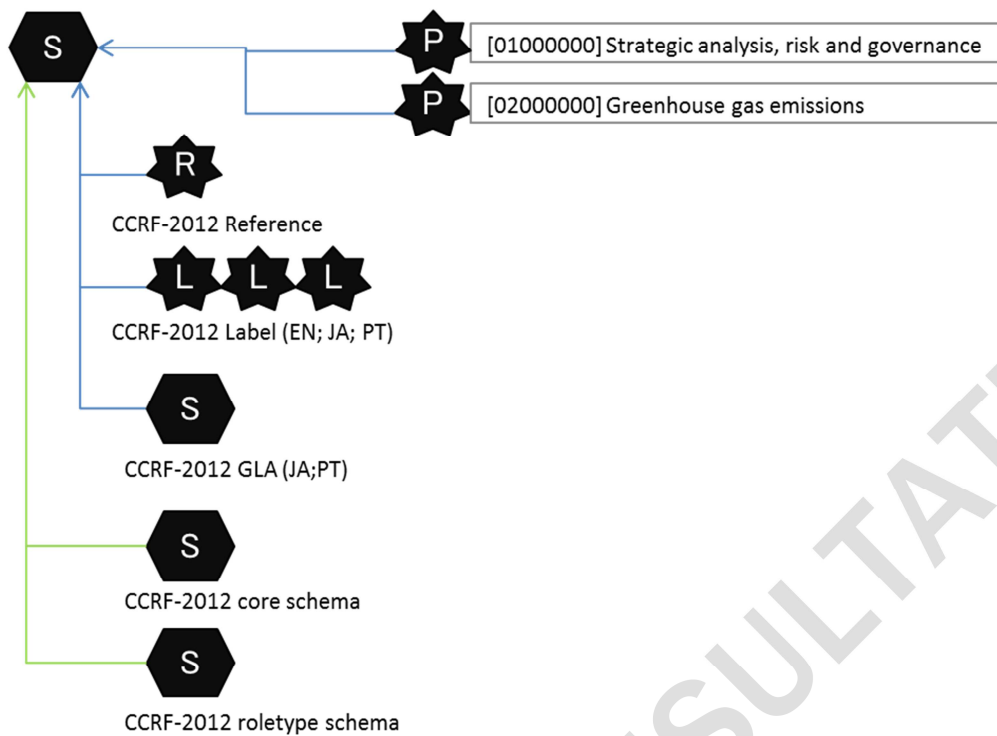 S
P [01000000] Strategic analysis, risk and governance
P [02000000] Greenhouse gas emissions
R
CCRF-2012 Reference
L L L
CCRF-2012 Label (EN; JA; PT)
S
CCRF-2012 GLA (JA;PT)
S
CCRF-2012 core schema
S
CCRF-2012 roletype schema